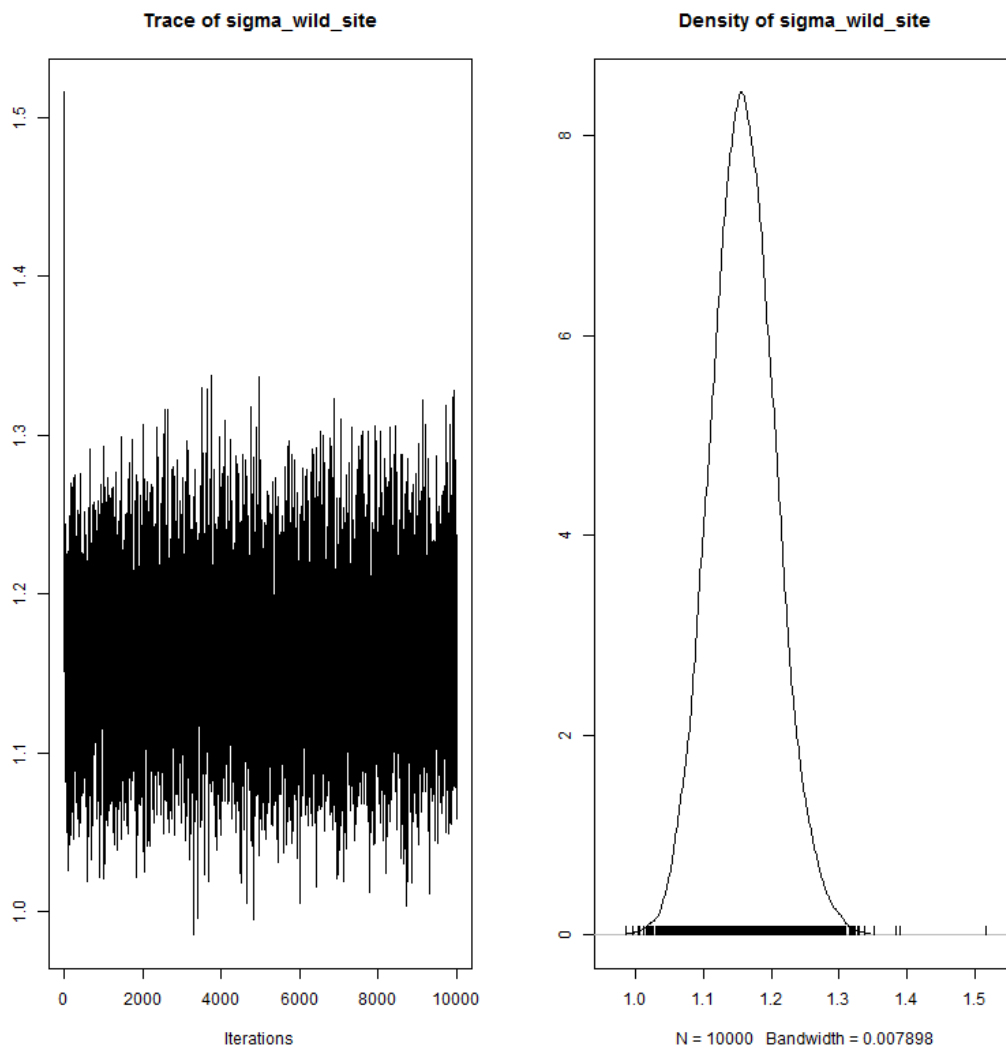 Trace of sigma_wild_site
1.5
1.4
1.3
1.2
1.1
1.0
0 2000 4000 6000 8000 10000
Iterations
Density of sigma_wild_site
8
6
4
2
0
1.0 1.1 1.2 1.3 1.4 1.5
N = 10000 Bandwidth = 0.007898